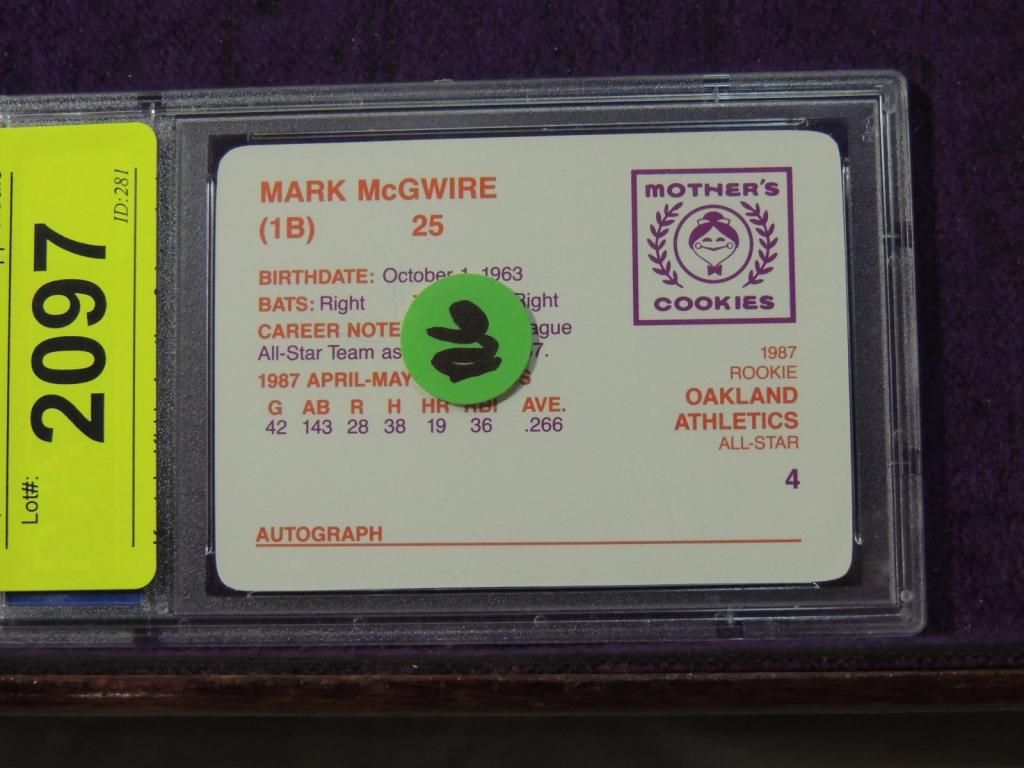 Lot#: 2097
ID:281
MARK McGWIRE
(1B) 25
BIRTHDATE: October 1, 1963
BATS: Right Right
CAREER NOTE
All-Star Team as
1987 APRIL-MAY
G AB R H HR RBI AVE.
42 143 28 38 19 36 .266
AUTOGRAPH
MOTHER'S
COOKIES
1987
ROOKIE
OAKLAND
ATHLETICS
ALL-STAR
4